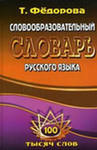 Т. ФЁДОРОВА
СЛОВООБРАЗОВАТЕЛЬНЫЙ
СЛОВАРЬ
РУССКОГО ЯЗЫКА
100
ТЫСЯЧ СЛОВ